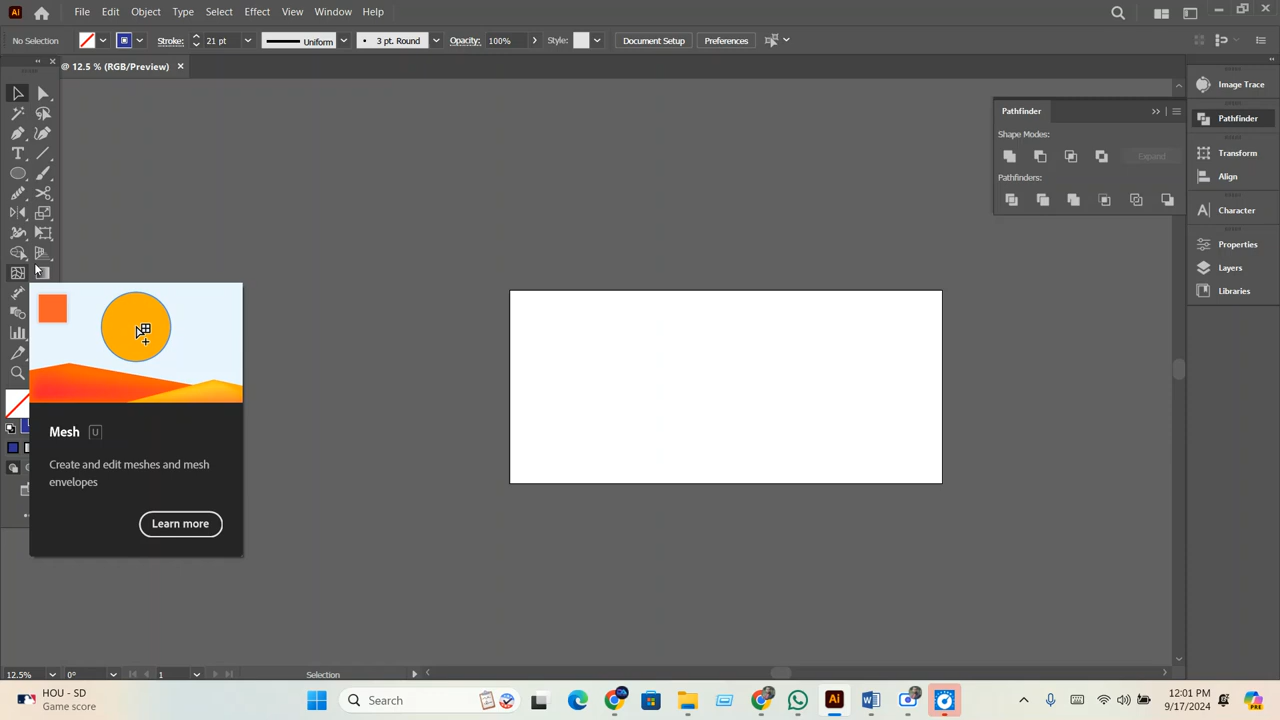 Ai File Edit Object Type Select Effect View Window Help
No Selection Stroke: 21 pt Uniform 3 pt. Round Opacity: 100% Style: Document Setup Preferences
@ 12.5 % (RGB/Preview)
Image Trace
Pathfinder
Pathfinder
Shape Modes:
Expand
Pathfinders:
Transform
Align
Character
Properties
Layers
Libraries
Mesh U
Create and edit meshes and mesh
envelopes
Learn more
12.5% 0° 1 Selection
HOU - SD
Game score
Search
Ai
12:01 PM
9/17/2024